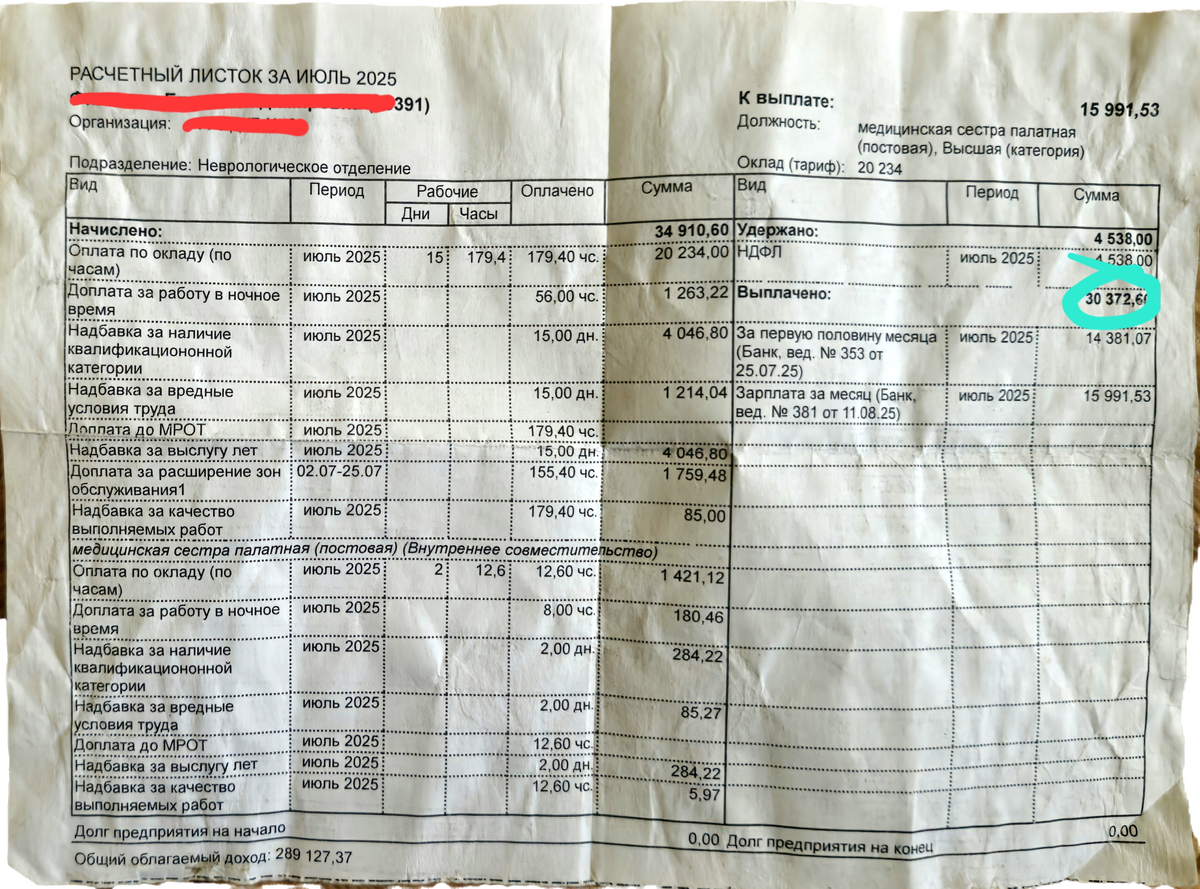 РАСЧЕТНЫЙ ЛИСТОК ЗА ИЮЛЬ 2025
391)
Организация:
К выплате: 15 991,53
Должность: медицинская сестра палатная
(постовая), Высшая (категория)
Подразделение: Неврологическое отделение
Оклад (тариф): 20 234
Вид Период Рабочие Оплачено Сумма Вид Период Сумма
Дни Часы
Начислено: 34 910,60 Удержано: 4 538,00
Оплата по окладу (по июль 2025 15 179,4 179,40 чс. 20 234,00 НДФЛ июль 2025 4 538,00
часам)
Доплата за работу в ночное июль 2025 56,00 чс. 1 263,22 Выплачено: 30 372,60
время
Надбавка за наличие июль 2025 15,00 дн. 4 046,80 За первую половину месяца июль 2025 14 381,07
квалификациононной (Банк, вед. № 353 от
категории 25.07.25)
Надбавка за вредные июль 2025 15,00 дн. 1 214,04 Зарплата за месяц (Банк, июль 2025 15 991,53
условия труда вед. № 381 от 11.08.25)
Доплата до МРОТ июль 2025 179,40 чс.
Надбавка за выслугу лет июль 2025 15,00 дн. 4 046,80
Доплата за расширение зон 02.07-25.07 155,40 чс. 1 759,48
обслуживания1
Надбавка за качество июль 2025 179,40 чс. 85,00
выполняемых работ
медицинская сестра палатная (постовая) (Внутреннее совместительство)
Оплата по окладу (по июль 2025 2 12,6 12,60 чс. 1 421,12
часам)
Доплата за работу в ночное июль 2025 8,00 чс. 180,46
время
Надбавка за наличие июль 2025 2,00 дн. 284,22
квалификациононной
категории
Надбавка за вредные июль 2025 2,00 дн. 85,27
условия труда
Доплата до МРОТ июль 2025 12,60 чс.
Надбавка за выслугу лет июль 2025 2,00 дн. 284,22
Надбавка за качество июль 2025 12,60 чс. 5,97
выполняемых работ
Долг предприятия на начало 0,00 Долг предприятия на конец 0,00
Общий облагаемый доход: 289 127,37